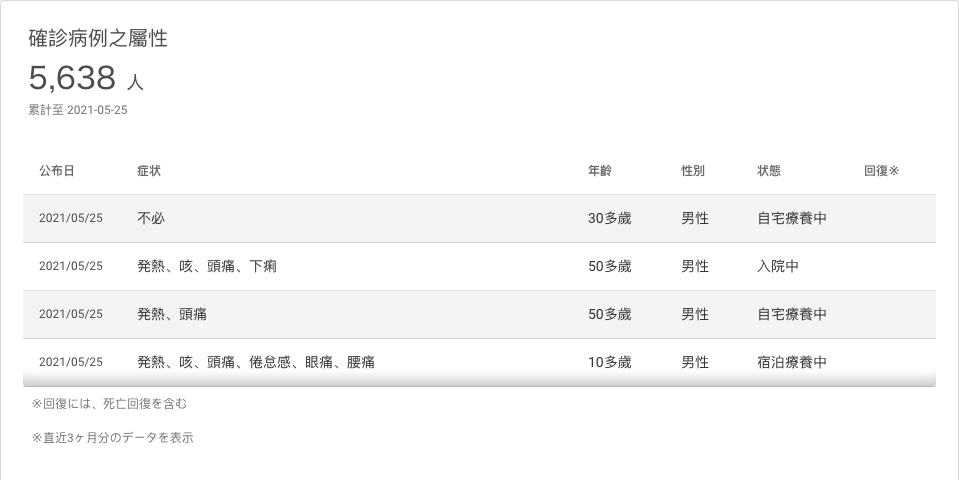 確診病例之屬性
5,638 人
累計至 2021-05-25
公布日 症状 年齡 性別 状態 回復※
2021/05/25 不必 30多歲 男性 自宅療養中
2021/05/25 発熱、咳、頭痛、下痢 50多歲 男性 入院中
2021/05/25 発熱、頭痛 50多歲 男性 自宅療養中
2021/05/25 発熱、咳、頭痛、倦怠感、眼痛、腰痛 10多歲 男性 宿泊療養中
※回復には、死亡回復を含む
※直近3ヶ月分のデータを表示